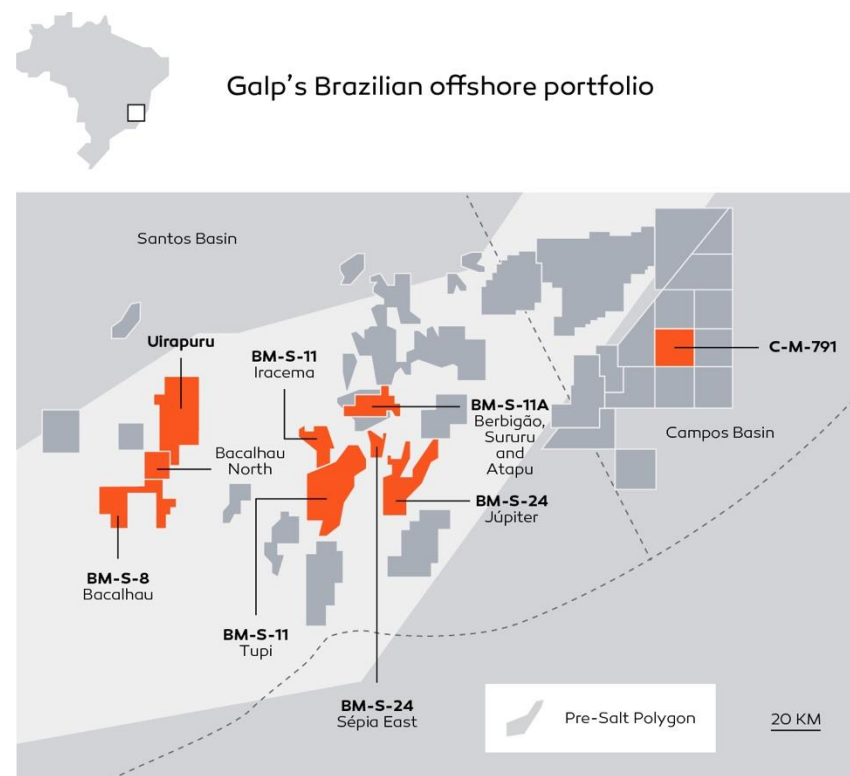 Galp's Brazilian offshore portfolio
Santos Basin
Uirapuru
BM-S-11
Iracema
C-M-791
BM-S-11A
Berbigão,
Sururu
and
Atapu
Campos Basin
Bacalhau
North
BM-S-24
Júpiter
BM-S-8
Bacalhau
BM-S-11
Tupi
BM-S-24
Sépia East
Pre-Salt Polygon
20 KM